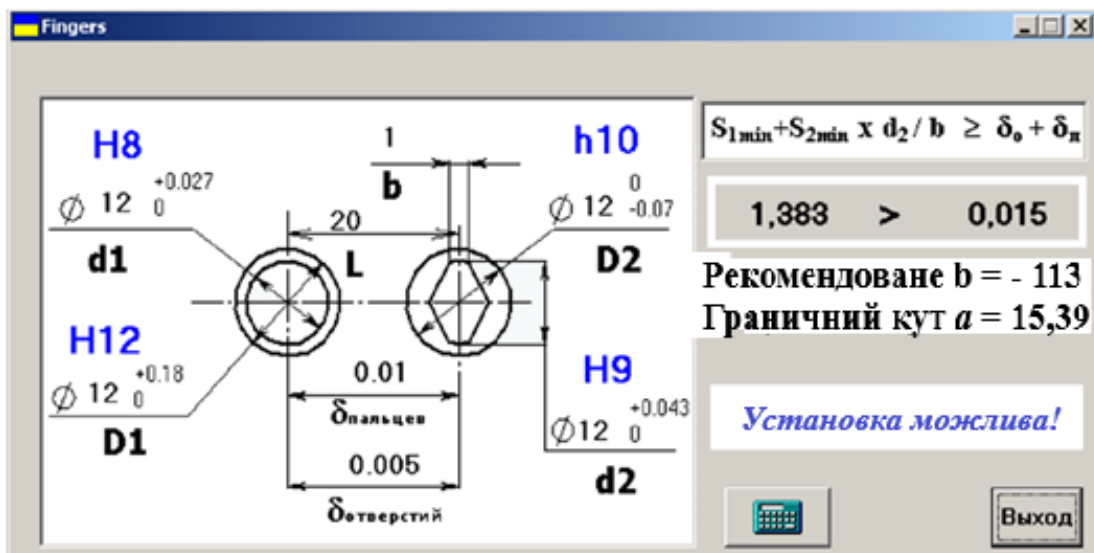 Fingers
H8
+0.027
Ø 12 0
d1
1
b
20
L
h10
0
Ø 12 -0.07
D2
H12
+0.18
Ø 12 0
D1
0.01
δпальцев
0.005
δотверстий
H9
+0.043
Ø12 0
d2
S1min+S2min x d2 / b ≥ δo + δп
1,383 > 0,015
Рекомендоване b = - 113
Граничний кут a = 15,39
Установка можлива!
Выход